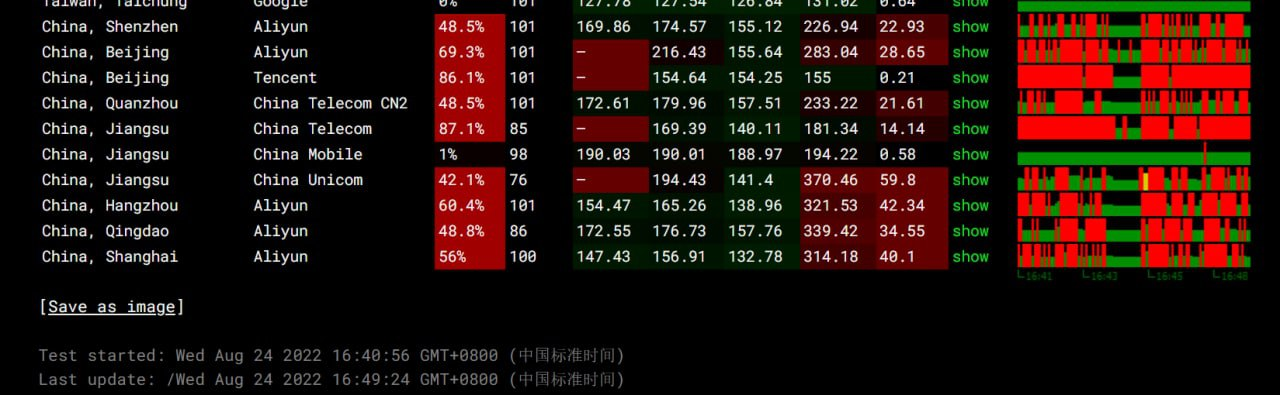 Taiwan, Taichung Google 0% 101 127.78 127.54 126.84 131.02 0.64 show
China, Shenzhen Aliyun 48.5% 101 169.86 174.57 155.12 226.94 22.93 show
China, Beijing Aliyun 69.3% 101 – 216.43 155.64 283.04 28.65 show
China, Beijing Tencent 86.1% 101 – 154.64 154.25 155 0.21 show
China, Quanzhou China Telecom CN2 48.5% 101 172.61 179.96 157.51 233.22 21.61 show
China, Jiangsu China Telecom 87.1% 85 – 169.39 140.11 181.34 14.14 show
China, Jiangsu China Mobile 1% 98 190.03 190.01 188.97 194.22 0.58 show
China, Jiangsu China Unicom 42.1% 76 – 194.43 141.4 370.46 59.8 show
China, Hangzhou Aliyun 60.4% 101 154.47 165.26 138.96 321.53 42.34 show
China, Qingdao Aliyun 48.8% 86 172.55 176.73 157.76 339.42 34.55 show
China, Shanghai Aliyun 56% 100 147.43 156.91 132.78 314.18 40.1 show
16:41 16:43 16:45 16:48
[Save as image]
Test started: Wed Aug 24 2022 16:40:56 GMT+0800 (中国标准时间)
Last update: /Wed Aug 24 2022 16:49:24 GMT+0800 (中国标准时间)